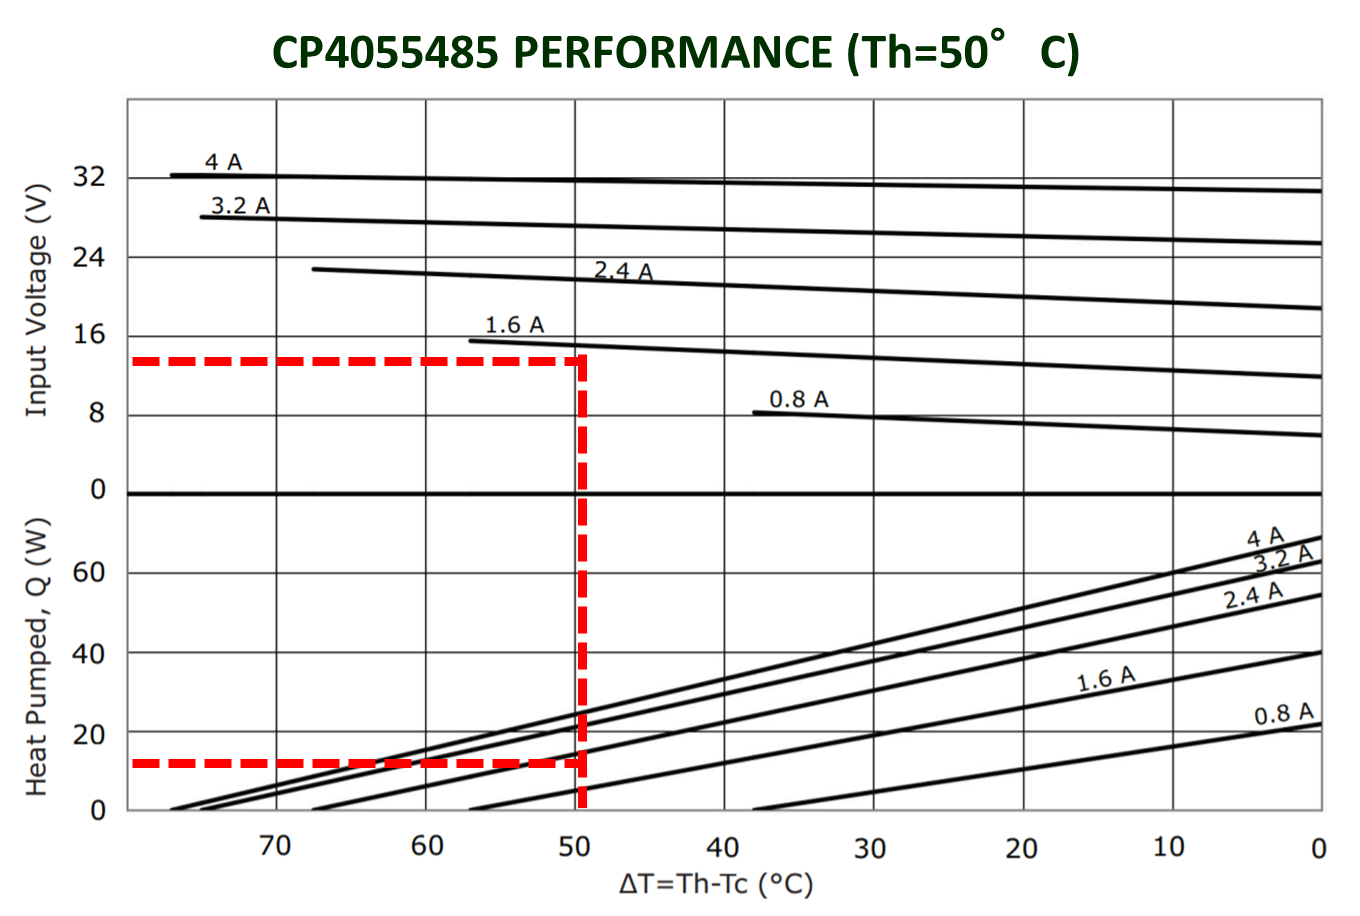 CP4055485 PERFORMANCE (Th=50° C)
Input Voltage (V)
32
24
16
8
0
4 A
3.2 A
2.4 A
1.6 A
0.8 A
Heat Pumped, Q (W)
60
40
20
0
4 A
3.2 A
2.4 A
1.6 A
0.8 A
70 60 50 40 30 20 10 0
ΔT=Th-Tc (°C)